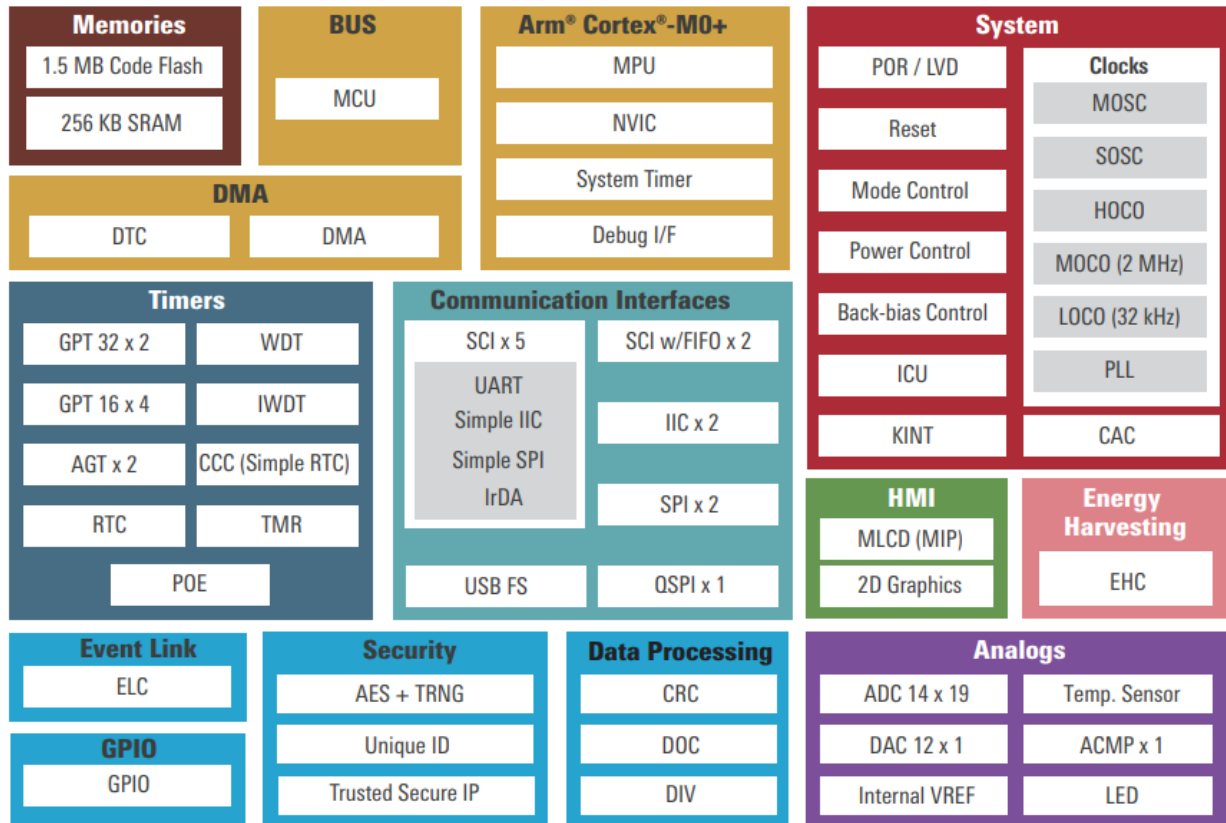 Memories
1.5 MB Code Flash
256 KB SRAM
BUS
MCU
Arm® Cortex®-M0+
MPU
NVIC
System Timer
Debug I/F
DMA
DTC
DMA
System
POR / LVD
Reset
Mode Control
Power Control
Back-bias Control
ICU
KINT
Clocks
MOSC
SOSC
HOCO
MOCO (2 MHz)
LOCO (32 kHz)
PLL
CAC
Timers
GPT 32 x 2
WDT
GPT 16 x 4
IWDT
AGT x 2
CCC (Simple RTC)
RTC
TMR
POE
Communication Interfaces
SCI x 5
UART
Simple IIC
Simple SPI
IrDA
SCI w/FIFO x 2
IIC x 2
SPI x 2
USB FS
QSPI x 1
HMI
MLCD (MIP)
2D Graphics
Energy
Harvesting
EHC
Event Link
ELC
GPIO
GPIO
Security
AES + TRNG
Unique ID
Trusted Secure IP
Data Processing
CRC
DOC
DIV
Analogs
ADC 14 x 19
Temp. Sensor
DAC 12 x 1
ACMP x 1
Internal VREF
LED